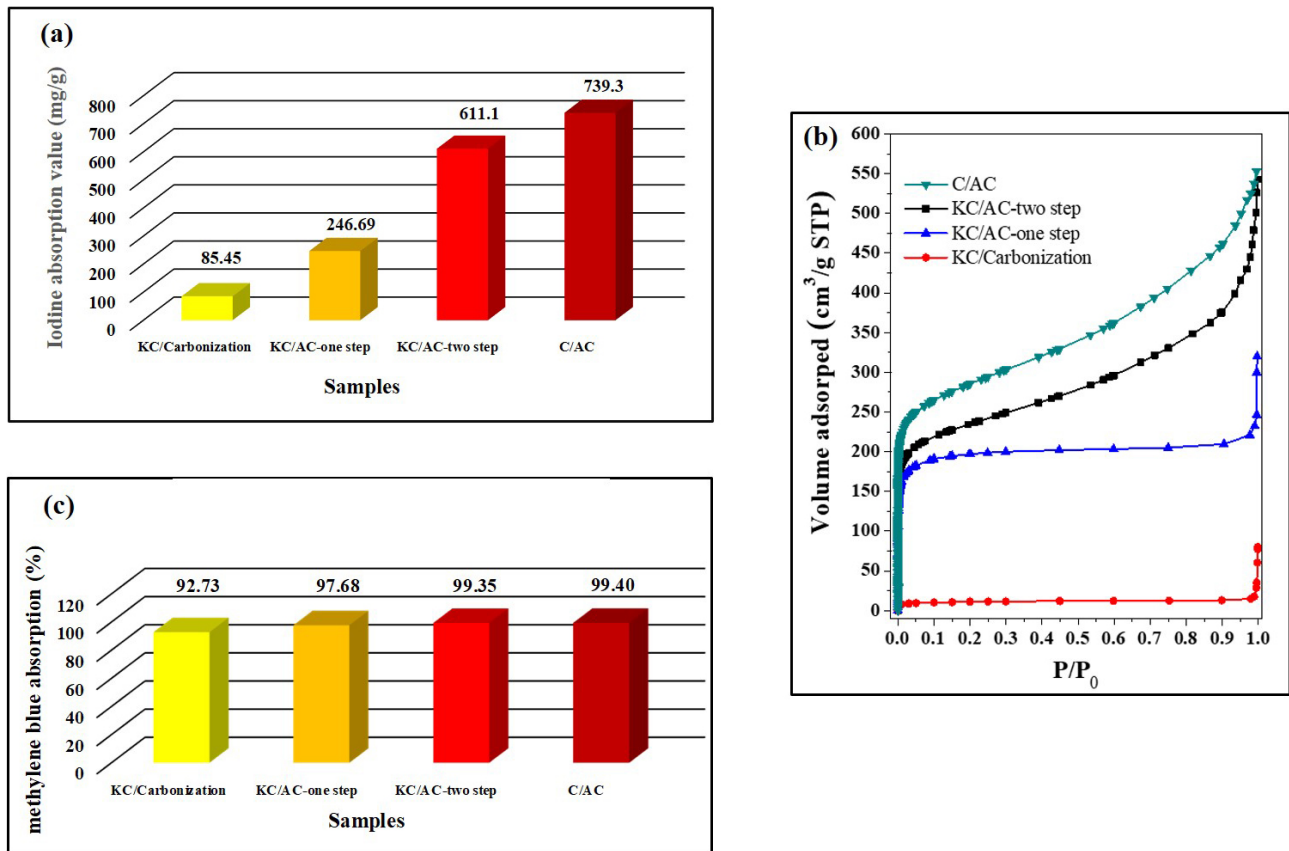 (a)
Iodine absorption value (mg/g)
800
700
600
500
400
300
200
100
0
85.45
246.69
611.1
739.3
KC/Carbonization
KC/AC-one step
KC/AC-two step
C/AC
Samples
(b)
Volume adsorped (cm³/g STP)
600
550
500
450
400
350
300
250
200
150
100
50
0
C/AC
KC/AC-two step
KC/AC-one step
KC/Carbonization
0.0 0.1 0.2 0.3 0.4 0.5 0.6 0.7 0.8 0.9 1.0
P/P₀
(c)
methylene blue absorption (%)
120
100
80
60
40
20
0
92.73
97.68
99.35
99.40
KC/Carbonization
KC/AC-one step
KC/AC-two step
C/AC
Samples